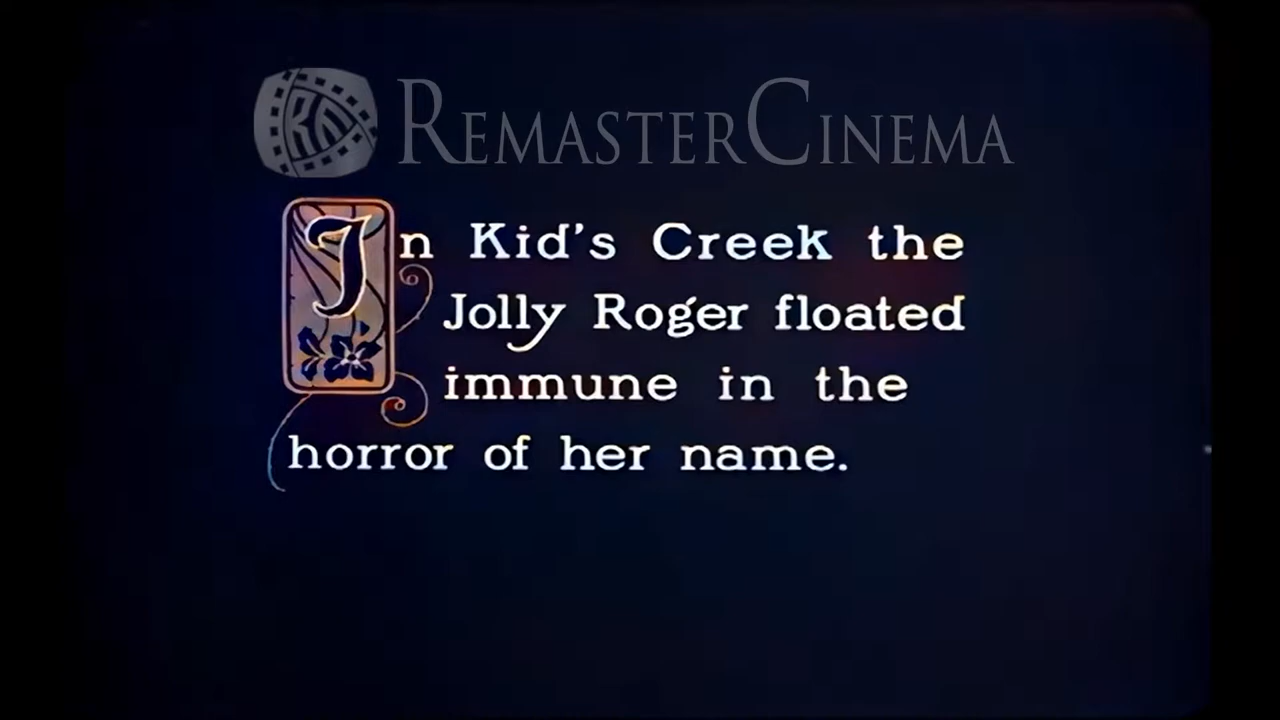 RemasterCinema
In Kid's Creek the
Jolly Roger floated
immune in the
horror of her name.